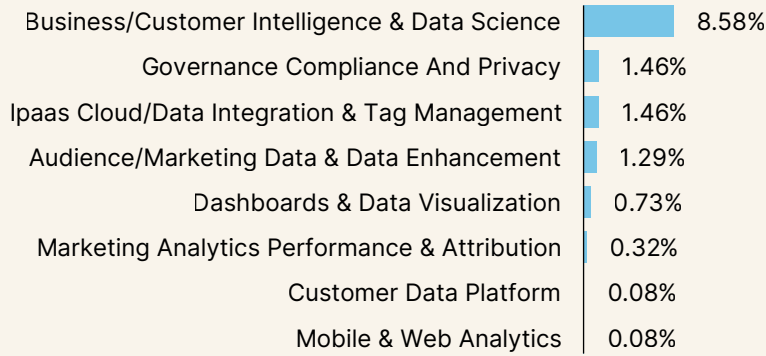 Business/Customer Intelligence & Data Science 8.58%
Governance Compliance And Privacy 1.46%
Ipaas Cloud/Data Integration & Tag Management 1.46%
Audience/Marketing Data & Data Enhancement 1.29%
Dashboards & Data Visualization 0.73%
Marketing Analytics Performance & Attribution 0.32%
Customer Data Platform 0.08%
Mobile & Web Analytics 0.08%